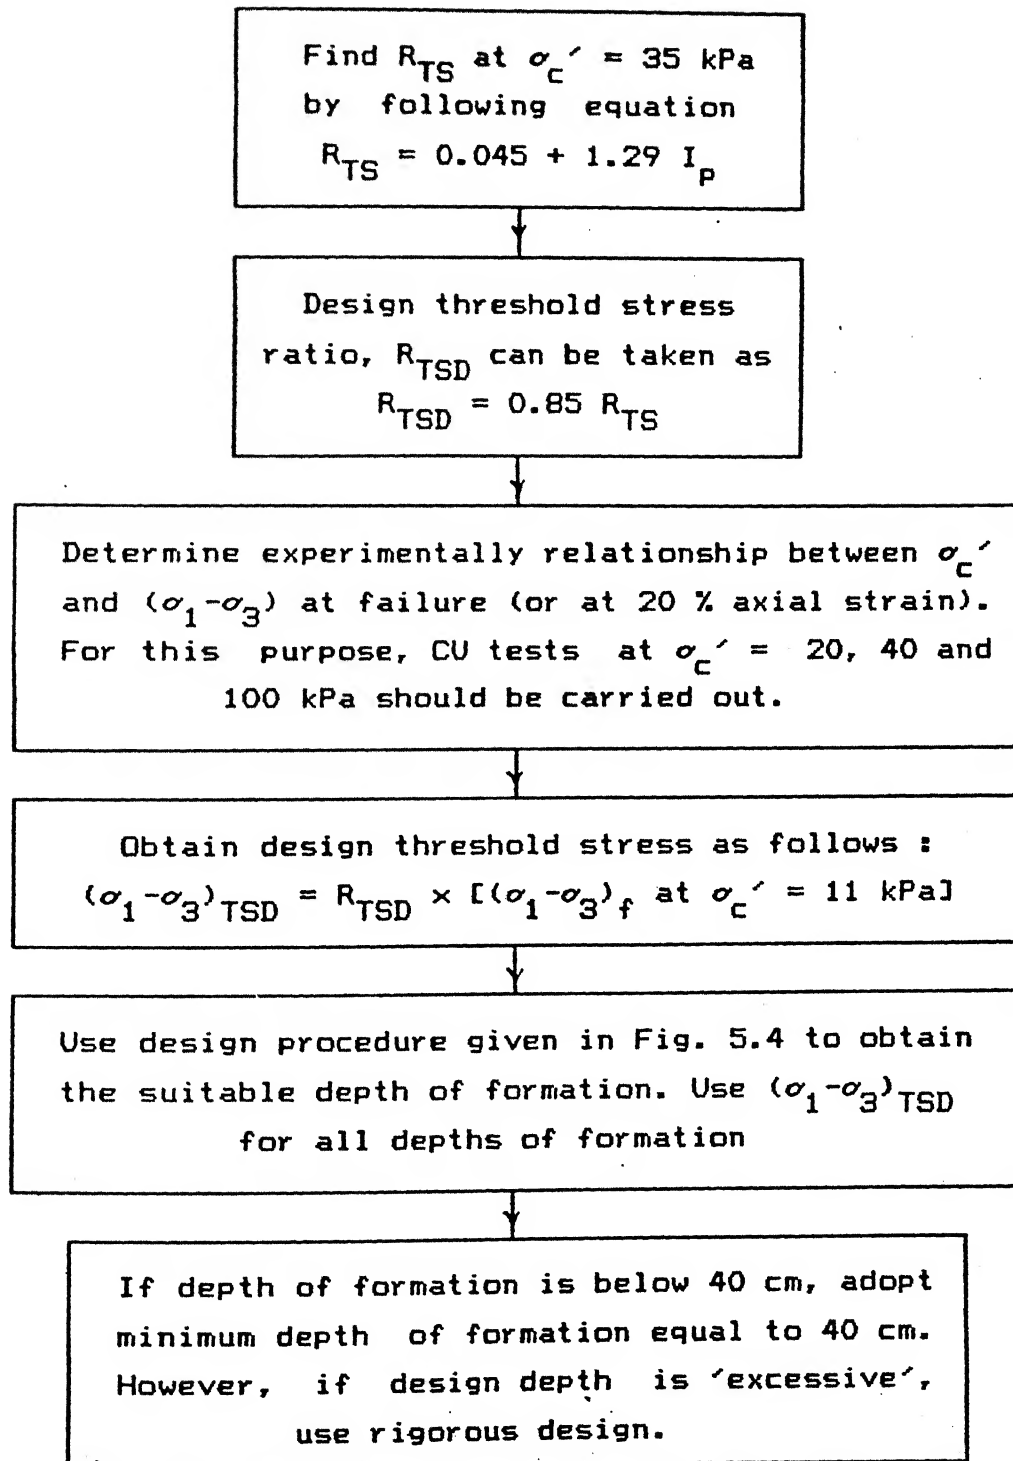 Find R_TS at σ_c′ = 35 kPa
by following equation
R_TS = 0.045 + 1.29 I_p
Design threshold stress
ratio, R_TSD can be taken as
R_TSD = 0.85 R_TS
Determine experimentally relationship between σ_c′
and (σ_1-σ_3) at failure (or at 20 % axial strain).
For this purpose, CU tests at σ_c′ = 20, 40 and
100 kPa should be carried out.
Obtain design threshold stress as follows :
(σ_1-σ_3)_TSD = R_TSD × [(σ_1-σ_3)_f at σ_c′ = 11 kPa]
Use design procedure given in Fig. 5.4 to obtain
the suitable depth of formation. Use (σ_1-σ_3)_TSD
for all depths of formation
If depth of formation is below 40 cm, adopt
minimum depth of formation equal to 40 cm.
However, if design depth is ′excessive′,
use rigorous design.